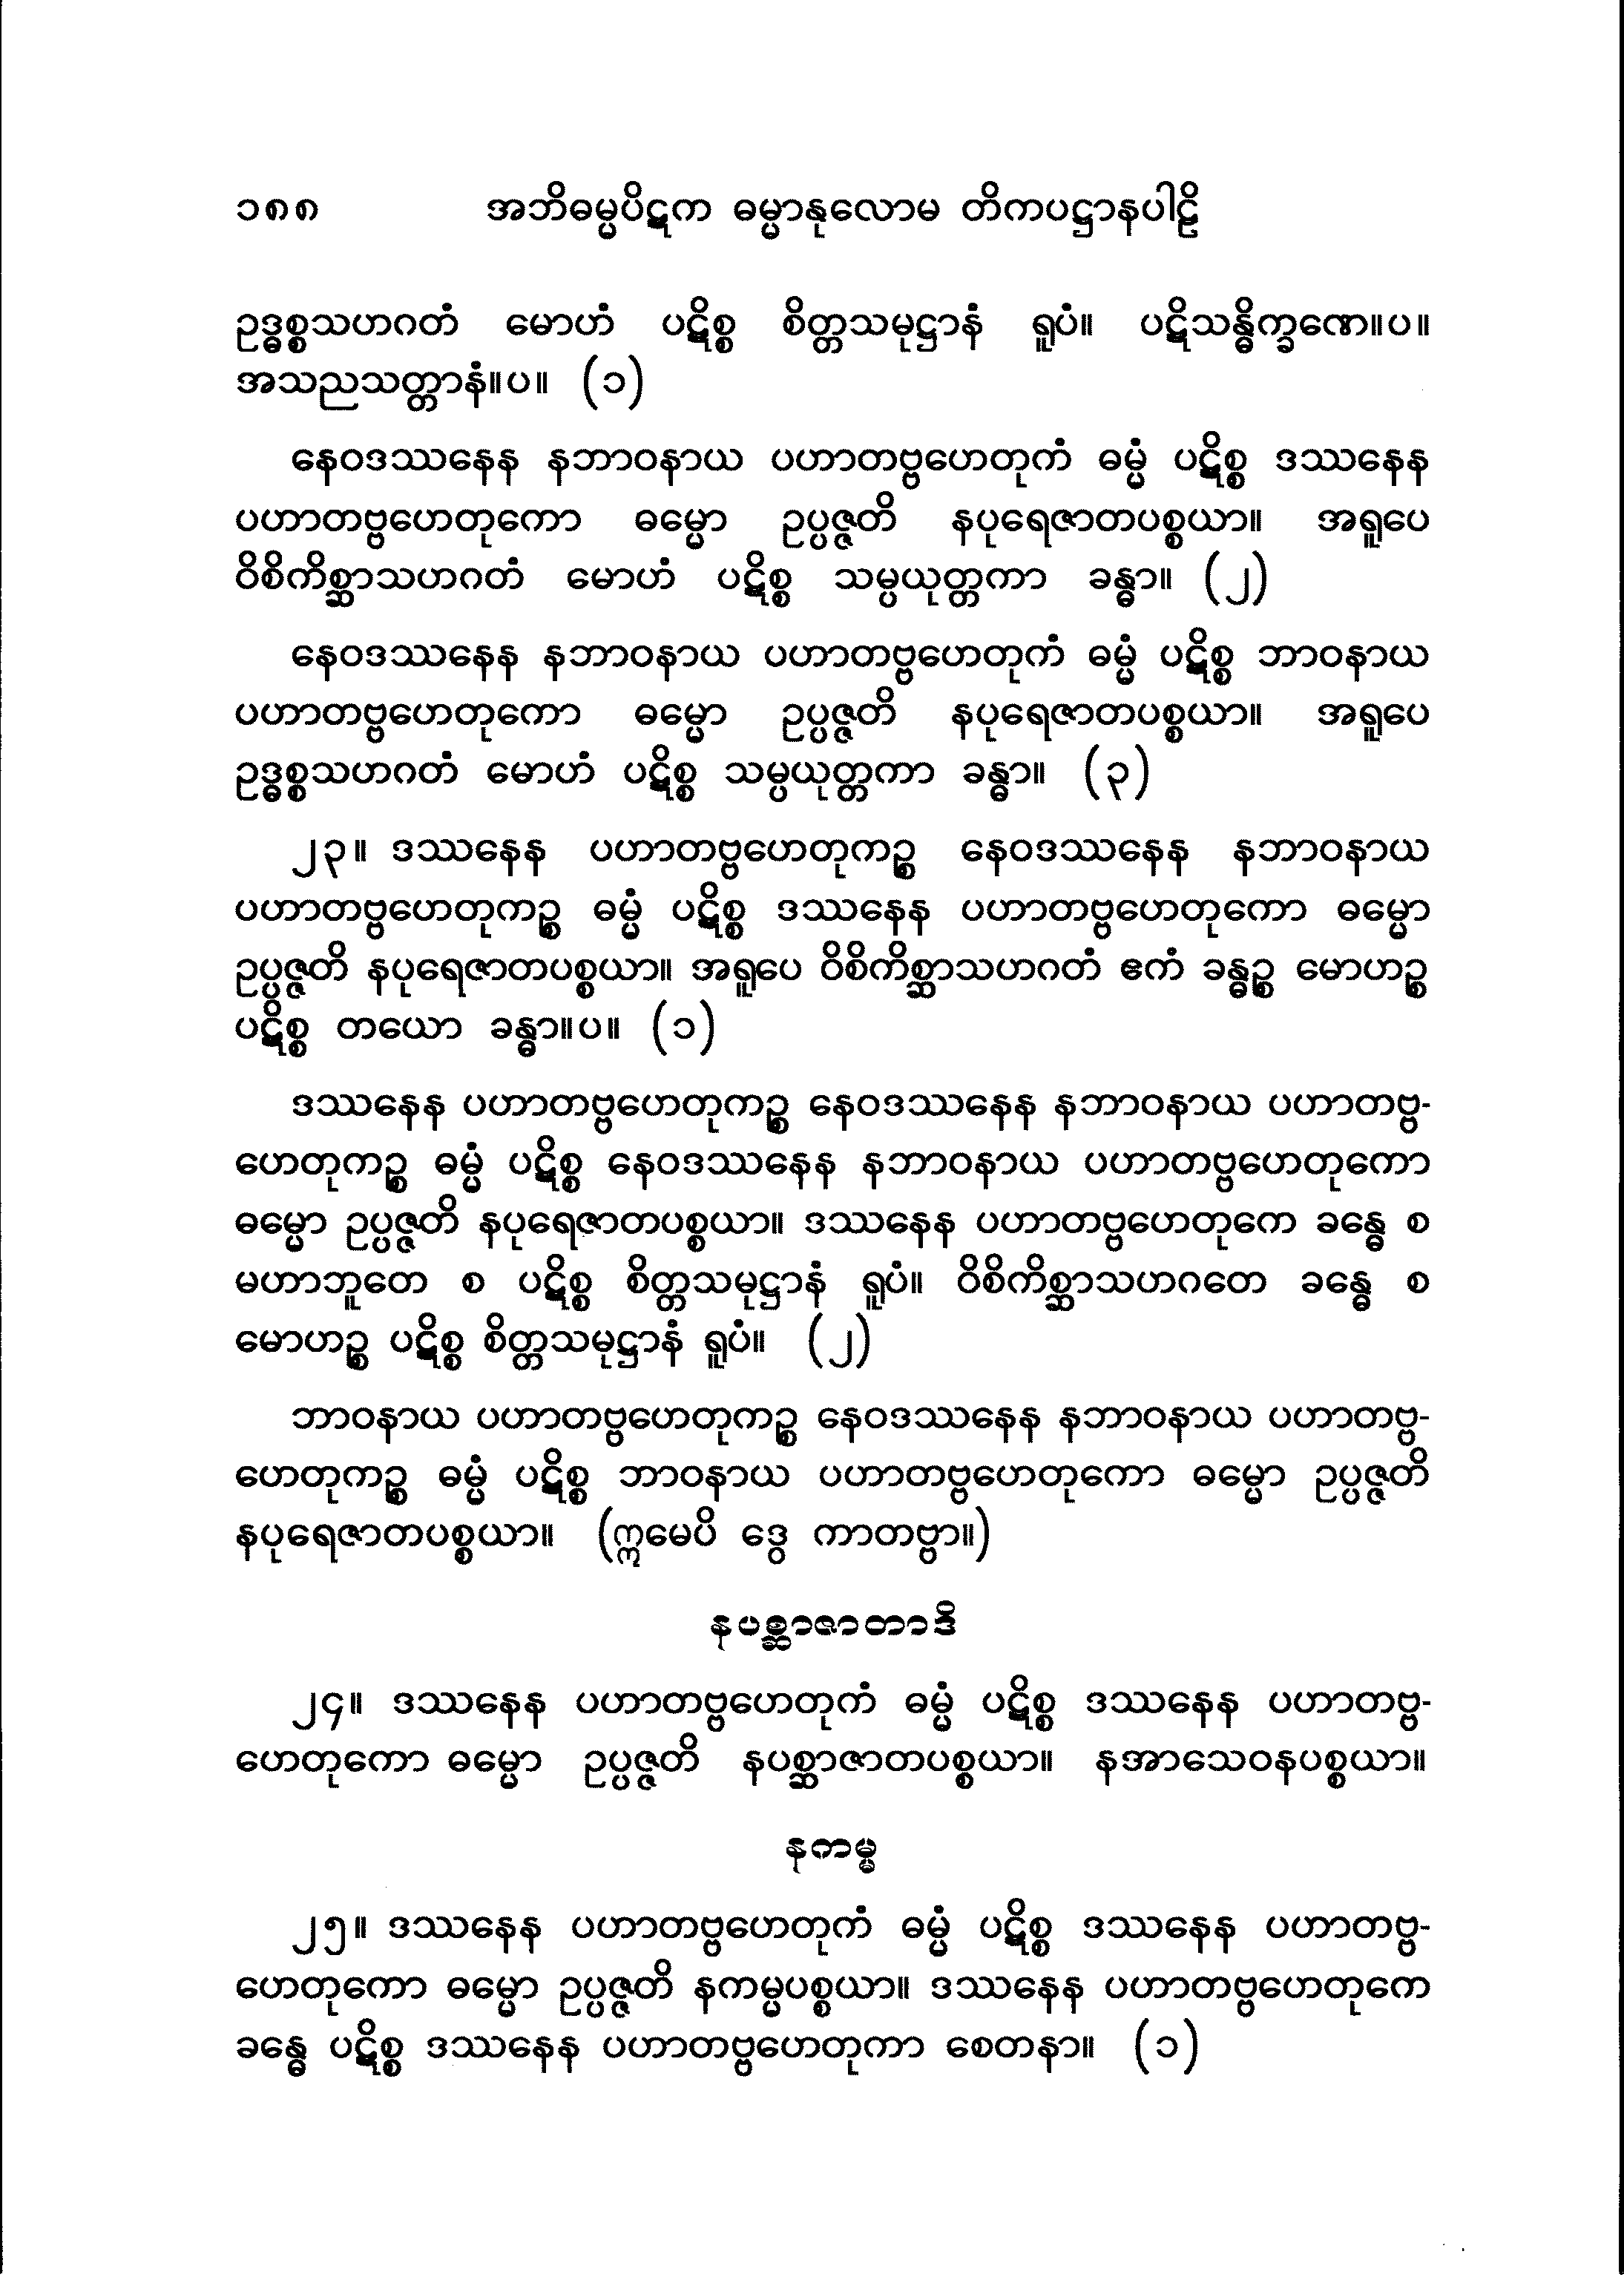 ၁၈၈ အဘိဓမ္မပိဋက ဓမ္မာနုလောမ တိကပဋ္ဌာနပါဠိ
ဥဒ္ဓစ္စသဟဂတံ မောဟံ ပဋိစ္စ စိတ္တသမုဋ္ဌာနံ ရူပံ။ ပဋိသန္ဓိက္ခဏေ။ပ။
အသညသတ္တာနံ။ပ။ (၁)
နေဝဒဿနေန နဘာဝနာယ ပဟာတဗ္ဗဟေတုကံ ဓမ္မံ ပဋိစ္စ ဒဿနေန
ပဟာတဗ္ဗဟေတုကော ဓမ္မော ဥပ္ပဇ္ဇတိ နပုရေဇာတပစ္စယာ။ အရူပေ
ဝိစိကိစ္ဆာသဟဂတံ မောဟံ ပဋိစ္စ သမ္ပယုတ္တကာ ခန္ဓာ။ (၂)
နေဝဒဿနေန နဘာဝနာယ ပဟာတဗ္ဗဟေတုကံ ဓမ္မံ ပဋိစ္စ ဘာဝနာယ
ပဟာတဗ္ဗဟေတုကော ဓမ္မော ဥပ္ပဇ္ဇတိ နပုရေဇာတပစ္စယာ။ အရူပေ
ဥဒ္ဓစ္စသဟဂတံ မောဟံ ပဋိစ္စ သမ္ပယုတ္တကာ ခန္ဓာ။ (၃)
၂၃။ ဒဿနေန ပဟာတဗ္ဗဟေတုကဉ္စ နေဝဒဿနေန နဘာဝနာယ
ပဟာတဗ္ဗဟေတုကဉ္စ ဓမ္မံ ပဋိစ္စ ဒဿနေန ပဟာတဗ္ဗဟေတုကော ဓမ္မော
ဥပ္ပဇ္ဇတိ နပုရေဇာတပစ္စယာ။ အရူပေ ဝိစိကိစ္ဆာသဟဂတံ ဧကံ ခန္ဓဉ္စ မောဟဉ္စ
ပဋိစ္စ တယော ခန္ဓာ။ပ။ (၁)
ဒဿနေန ပဟာတဗ္ဗဟေတုကဉ္စ နေဝဒဿနေန နဘာဝနာယ ပဟာတဗ္ဗ-
ဟေတုကဉ္စ ဓမ္မံ ပဋိစ္စ နေဝဒဿနေန နဘာဝနာယ ပဟာတဗ္ဗဟေတုကော
ဓမ္မော ဥပ္ပဇ္ဇတိ နပုရေဇာတပစ္စယာ။ ဒဿနေန ပဟာတဗ္ဗဟေတုကေ ခန္ဓေ စ
မဟာဘူတေ စ ပဋိစ္စ စိတ္တသမုဋ္ဌာနံ ရူပံ။ ဝိစိကိစ္ဆာသဟဂတေ ခန္ဓေ စ
မောဟဉ္စ ပဋိစ္စ စိတ္တသမုဋ္ဌာနံ ရူပံ။ (၂)
ဘာဝနာယ ပဟာတဗ္ဗဟေတုကဉ္စ နေဝဒဿနေန နဘာဝနာယ ပဟာတဗ္ဗ-
ဟေတုကဉ္စ ဓမ္မံ ပဋိစ္စ ဘာဝနာယ ပဟာတဗ္ဗဟေတုကော ဓမ္မော ဥပ္ပဇ္ဇတိ
နပုရေဇာတပစ္စယာ။ (ဣမေပိ ဒွေ ကာတဗ္ဗာ။)
နပစ္ဆာဇာတာဒိ
၂၄။ ဒဿနေန ပဟာတဗ္ဗဟေတုကံ ဓမ္မံ ပဋိစ္စ ဒဿနေန ပဟာတဗ္ဗ-
ဟေတုကော ဓမ္မော ဥပ္ပဇ္ဇတိ နပစ္ဆာဇာတပစ္စယာ။ နအာသေဝနပစ္စယာ။
နကမ္မ
၂၅။ ဒဿနေန ပဟာတဗ္ဗဟေတုကံ ဓမ္မံ ပဋိစ္စ ဒဿနေန ပဟာတဗ္ဗ-
ဟေတုကော ဓမ္မော ဥပ္ပဇ္ဇတိ နကမ္မပစ္စယာ။ ဒဿနေန ပဟာတဗ္ဗဟေတုကေ
ခန္ဓေ ပဋိစ္စ ဒဿနေန ပဟာတဗ္ဗဟေတုကာ စေတနာ။ (၁)